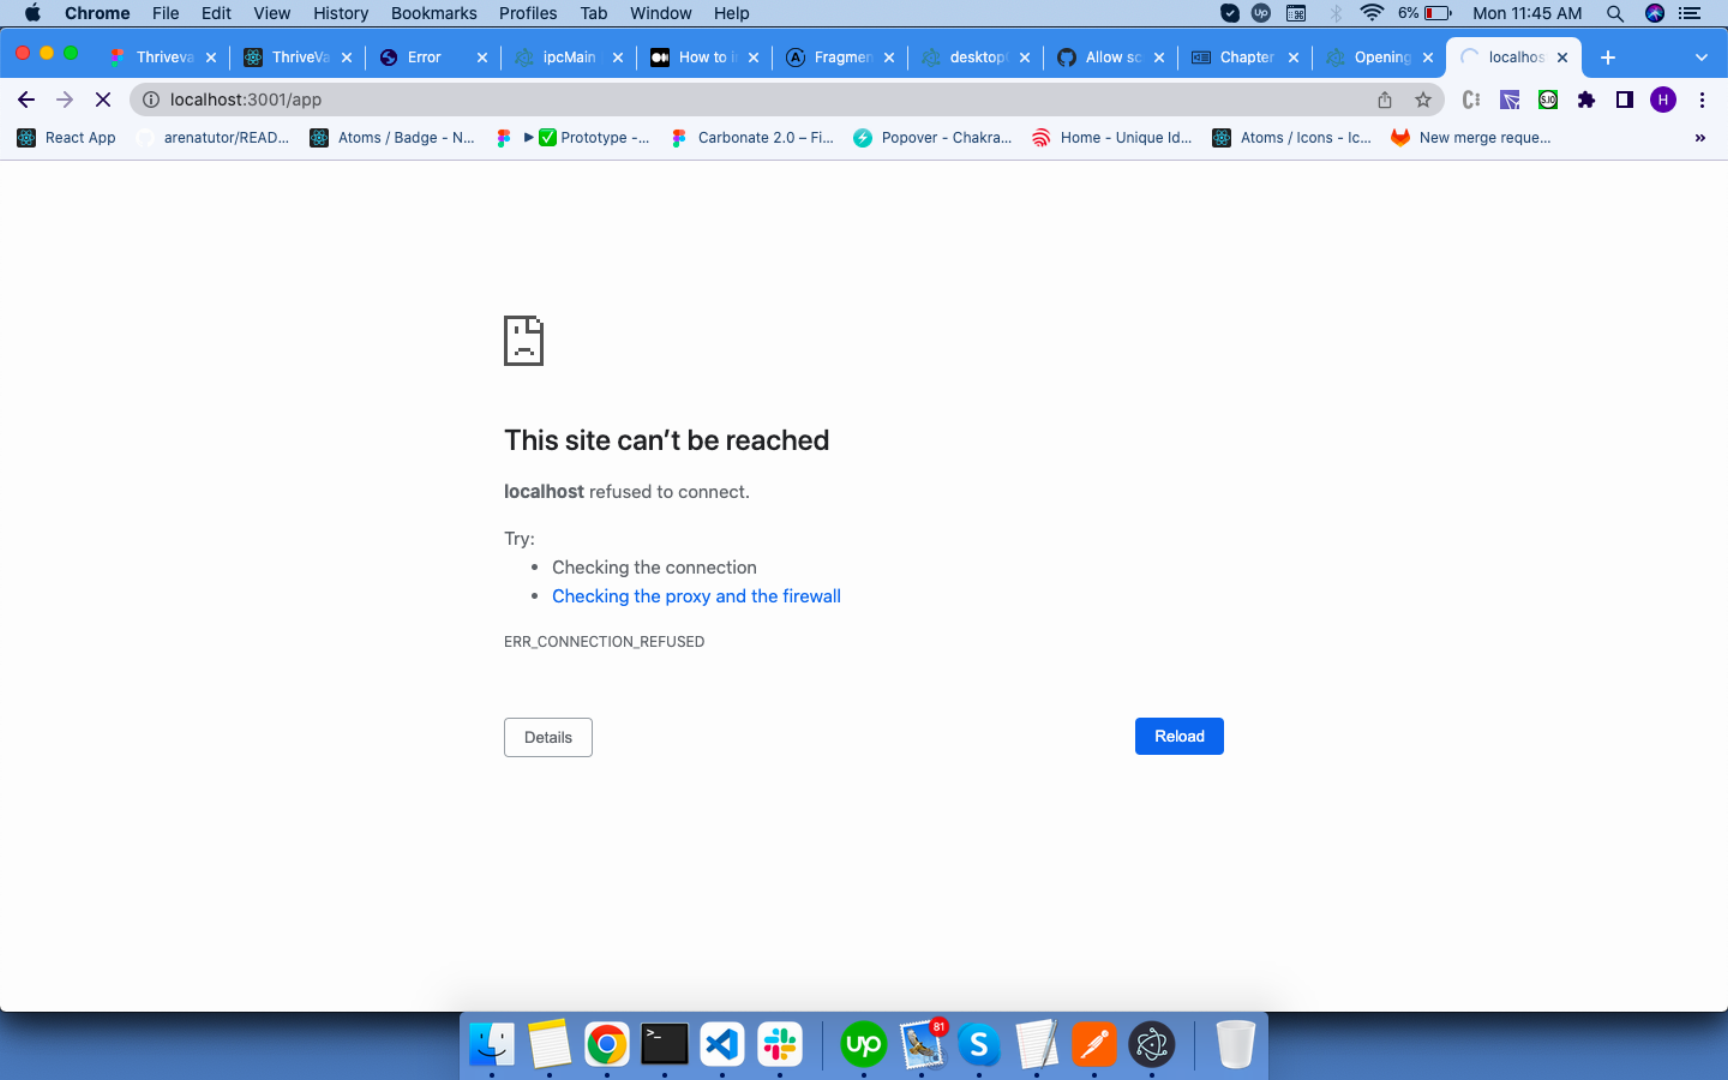 Chrome File Edit View History Bookmarks Profiles Tab Window Help UP 6% Mon 11:45 AM
Thriveva ThriveVa Error ipcMain How to i Fragmen desktop Allow sc Chapter Opening localhos
localhost:3001/app C S.IO H
React App arenatutor/READ... Atoms / Badge - N... Prototype -... Carbonate 2.0 – Fi... Popover - Chakra... Home - Unique Id... Atoms / Icons - Ic... New merge reque... »
This site can’t be reached
localhost refused to connect.
Try:
• Checking the connection
• Checking the proxy and the firewall
ERR_CONNECTION_REFUSED
Details Reload
>_ up 81 S